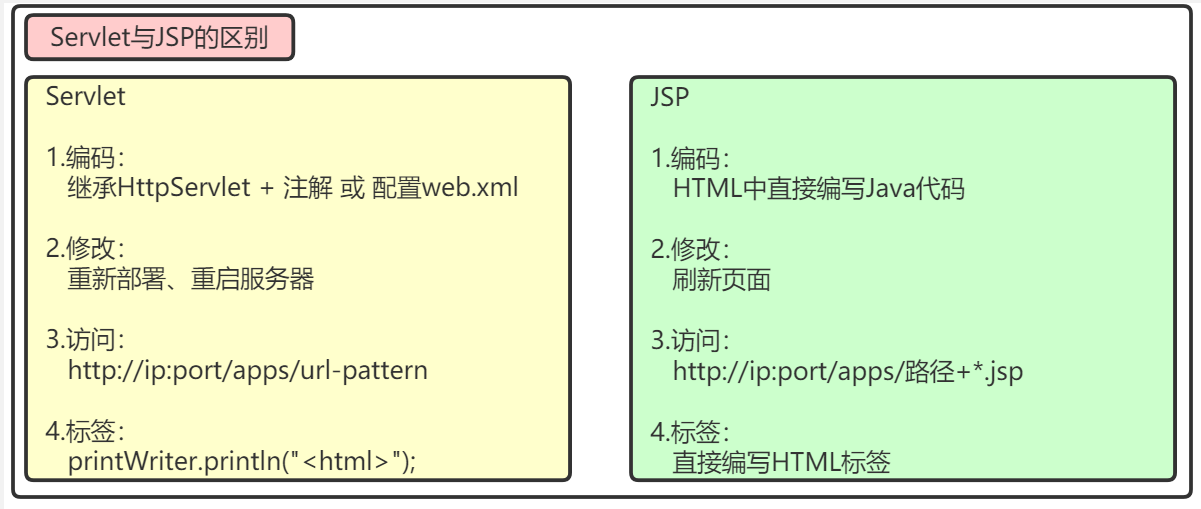 Servlet与JSP的区别
Servlet
1.编码：
继承HttpServlet + 注解 或 配置web.xml
2.修改：
重新部署、重启服务器
3.访问：
http://ip:port/apps/url-pattern
4.标签：
printWriter.println("<html>");
JSP
1.编码：
HTML中直接编写Java代码
2.修改：
刷新页面
3.访问：
http://ip:port/apps/路径+*.jsp
4.标签：
直接编写HTML标签